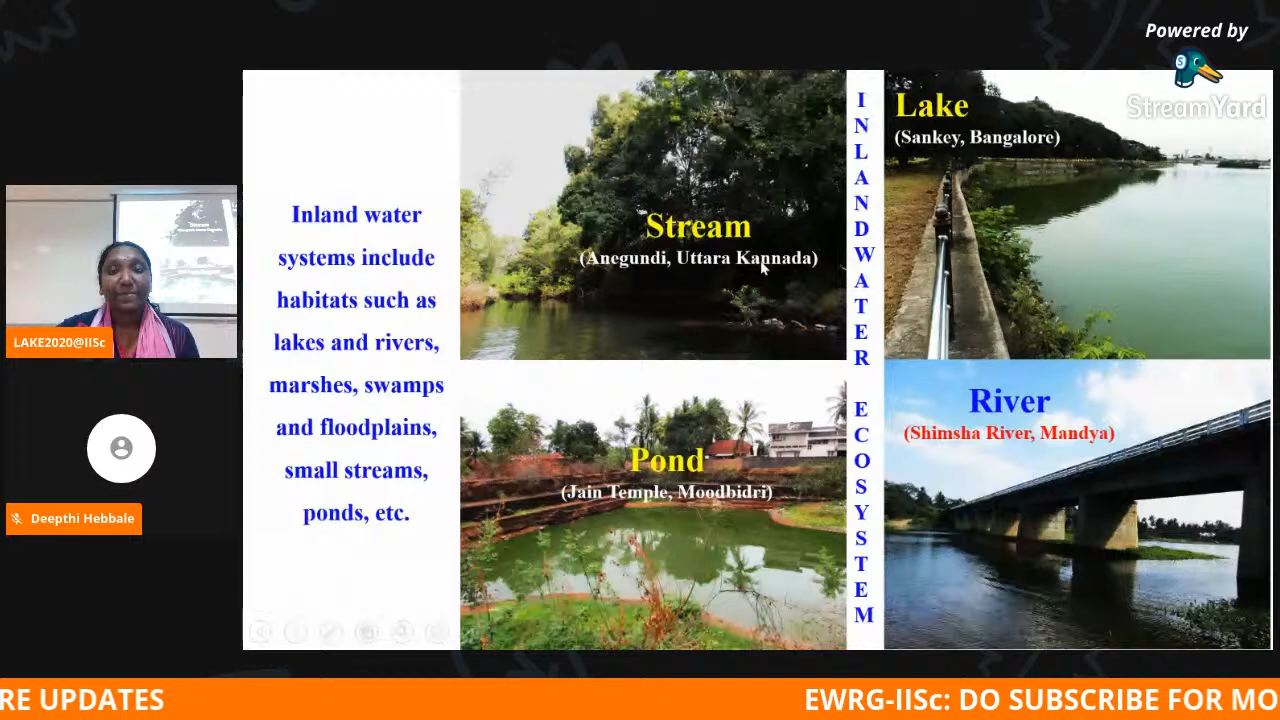 Powered by
StreamYard
LAKE2020@IISc
Deepthi Hebbale
Inland water
systems include
habitats such as
lakes and rivers,
marshes, swamps
and floodplains,
small streams,
ponds, etc.
Stream
(Anegundi, Uttara Kannada)
Pond
(Jain Temple, Moodbidri)
INLANDWATER
ECOSYSTEM
Lake
(Sankey, Bangalore)
River
(Shimsha River, Mandya)
RE UPDATES
EWRG-IISc: DO SUBSCRIBE FOR MO